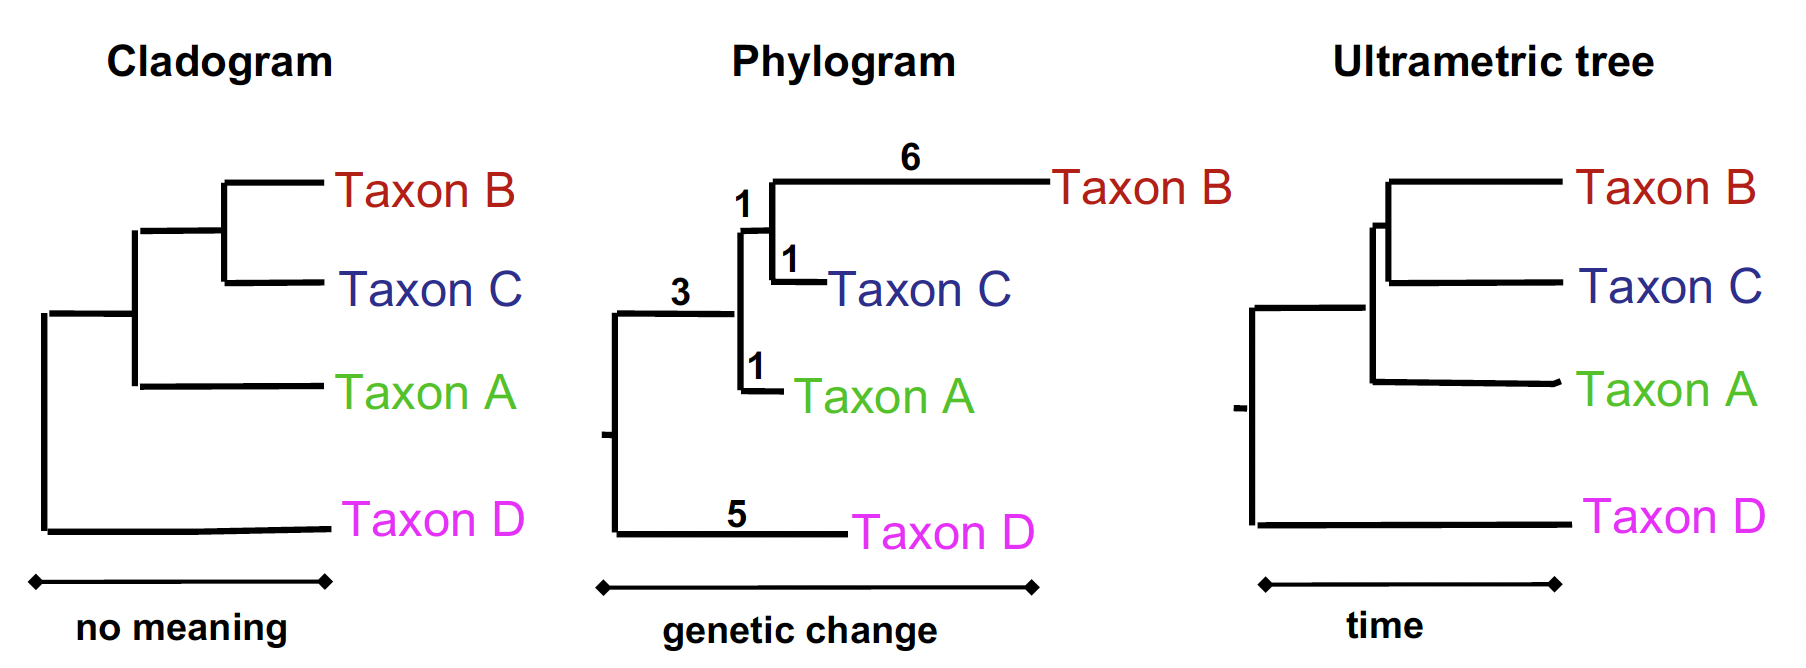 Cladogram
Taxon B
Taxon C
Taxon A
Taxon D
no meaning
Phylogram
6
Taxon B
1
1
Taxon C
3
1
Taxon A
5
Taxon D
genetic change
Ultrametric tree
Taxon B
Taxon C
Taxon A
Taxon D
time